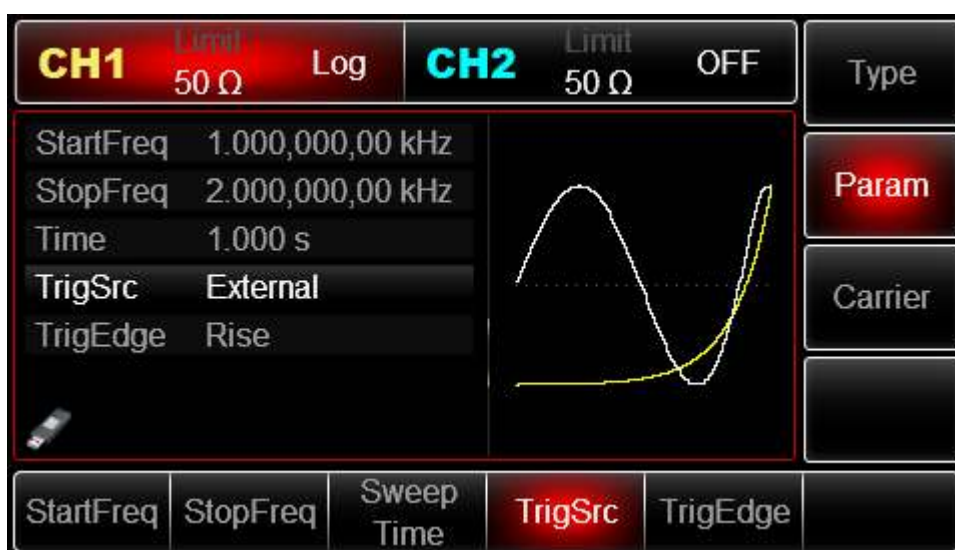 CH1 Limit 50 Ω Log CH2 Limit 50 Ω OFF
Type
StartFreq 1.000,000,00 kHz
StopFreq 2.000,000,00 kHz
Param
Time 1.000 s
TrigSrc External
Carrier
TrigEdge Rise
StartFreq StopFreq Sweep Time TrigSrc TrigEdge